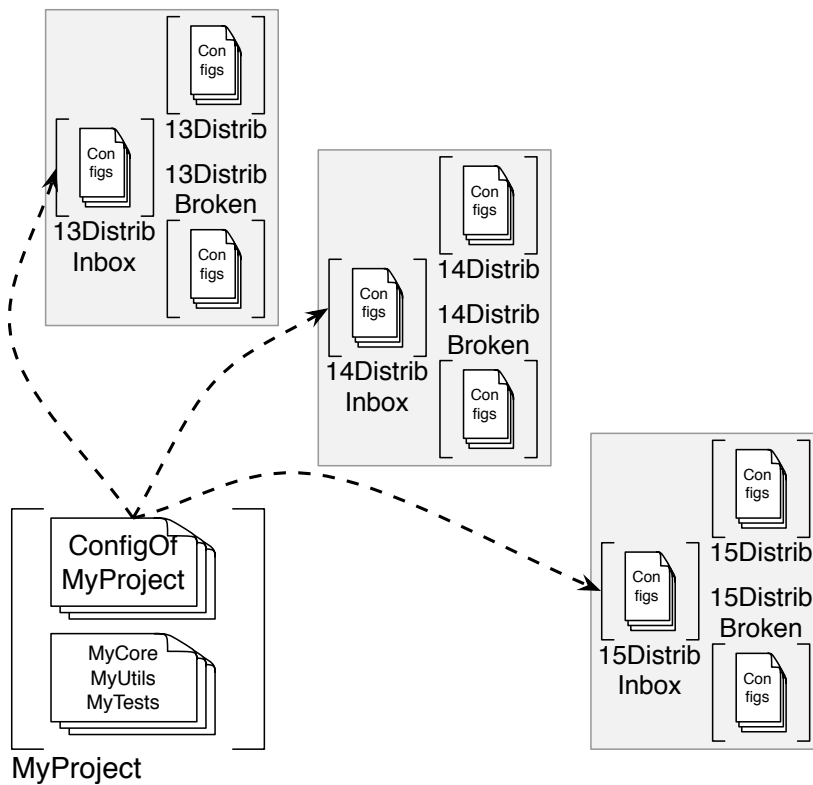 Con
figs
13Distrib
Con
figs
13Distrib
Inbox
13Distrib
Broken
Con
figs
Con
figs
14Distrib
Con
figs
14Distrib
Inbox
14Distrib
Broken
Con
figs
Con
figs
15Distrib
Con
figs
15Distrib
Inbox
15Distrib
Broken
Con
figs
ConfigOf
MyProject
MyCore
MyUtils
MyTests
MyProject